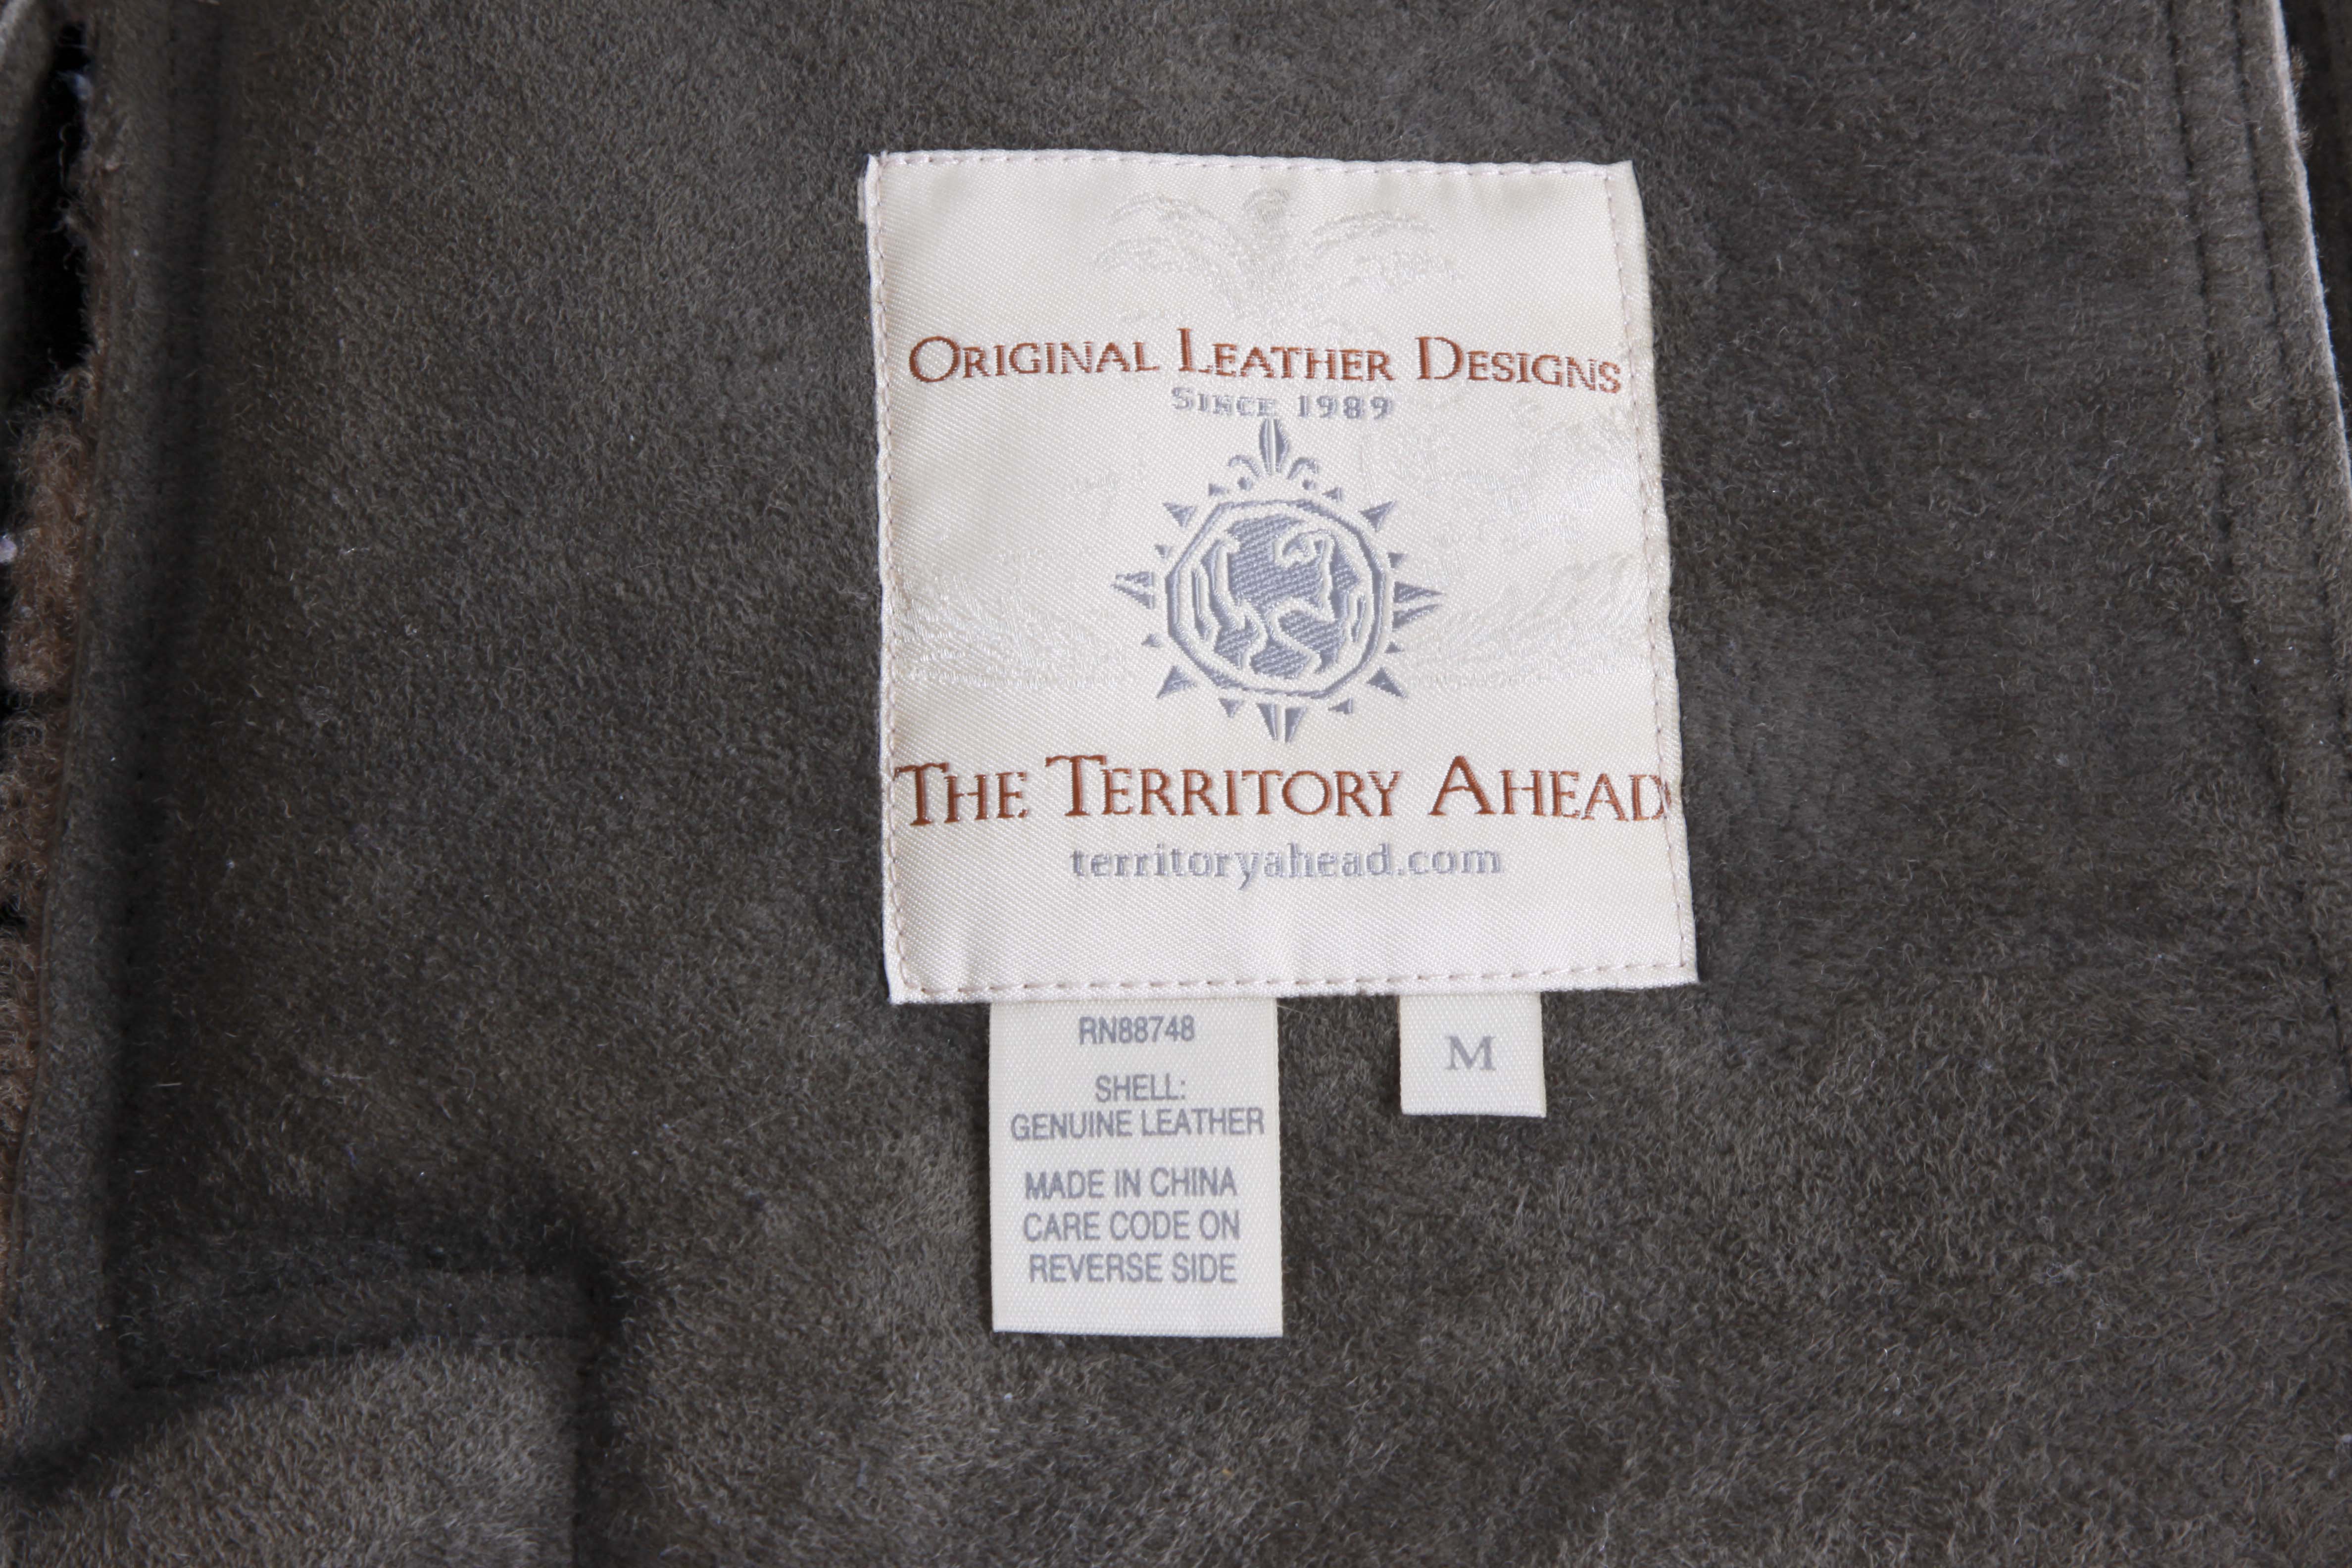 ORIGINAL LEATHER DESIGNS
SINCE 1989
THE TERRITORY AHEAD
territoryahead.com
RN88748
SHELL:
GENUINE LEATHER
MADE IN CHINA
CARE CODE ON
REVERSE SIDE
M